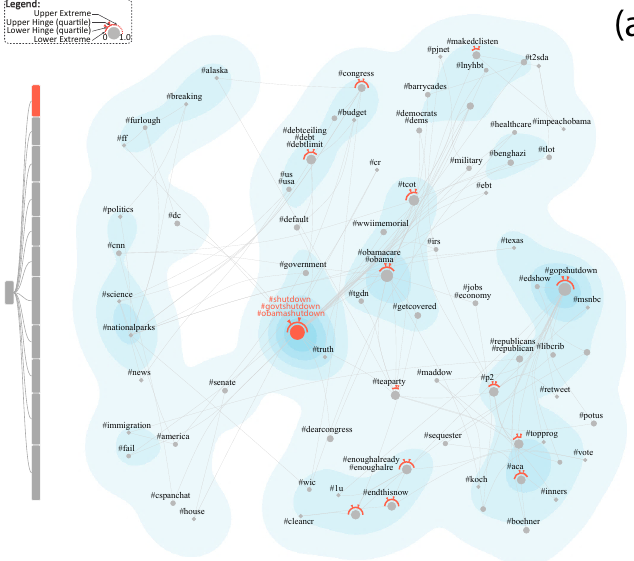 Legend:
Upper Extreme
Upper Hinge (quartile)
Lower Hinge (quartile)
Lower Extreme
0 1.0
(a
#makedclisten
#pjnet
#t2sda
#lnyhbt
#alaska
#congress
#barrycades
#breaking
#furlough
#budget
#democrats
#dems
#healthcare
#impeachobama
#ff
#debtceiling
#debt
#debtlimit
#cr
#military
#benghazi
#tlot
#us
#usa
#tcot
#ebt
#politics
#dc
#default
#wwiimemorial
#cnn
#irs
#texas
#obamacare
#obama
#government
#gopshutdown
#edshow
#science
#shutdown
#govtshutdown
#obamashutdown
#tgdn
#jobs
#economy
#msnbc
#nationalparks
#getcovered
#truth
#republicans
#republican
#libcrib
#news
#senate
#teaparty
#maddow
#p2
#retweet
#immigration
#america
#dearcongress
#sequester
#topprog
#potus
#fail
#enoughalready
#enoughalre
#aca
#vote
#wic
#1u
#endthisnow
#koch
#inners
#cspanchat
#house
#cleancr
#boehner